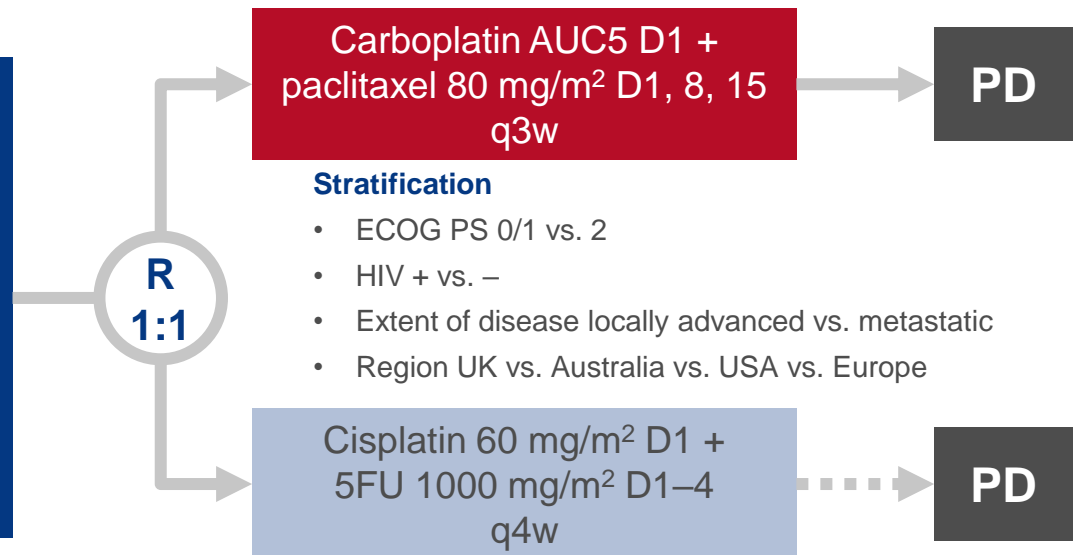 Carboplatin AUC5 D1 +
paclitaxel 80 mg/m² D1, 8, 15
q3w
PD
Stratification
• ECOG PS 0/1 vs. 2
• HIV + vs. –
• Extent of disease locally advanced vs. metastatic
• Region UK vs. Australia vs. USA vs. Europe
R
1:1
Cisplatin 60 mg/m² D1 +
5FU 1000 mg/m² D1–4
q4w
PD